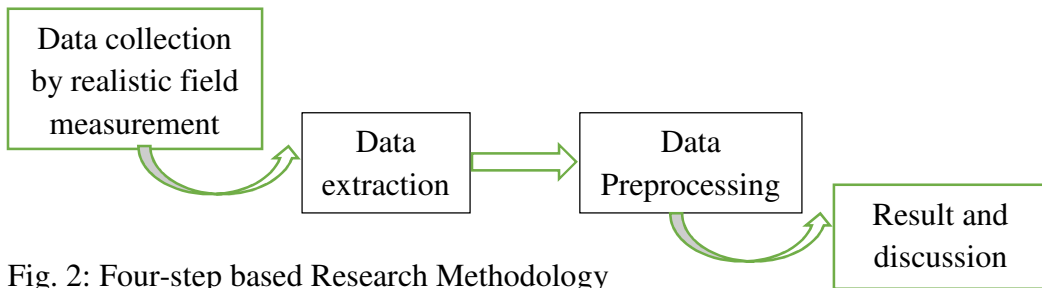 Data collection
by realistic field
measurement
Data
extraction
Data
Preprocessing
Result and
discussion
Fig. 2: Four-step based Research Methodology